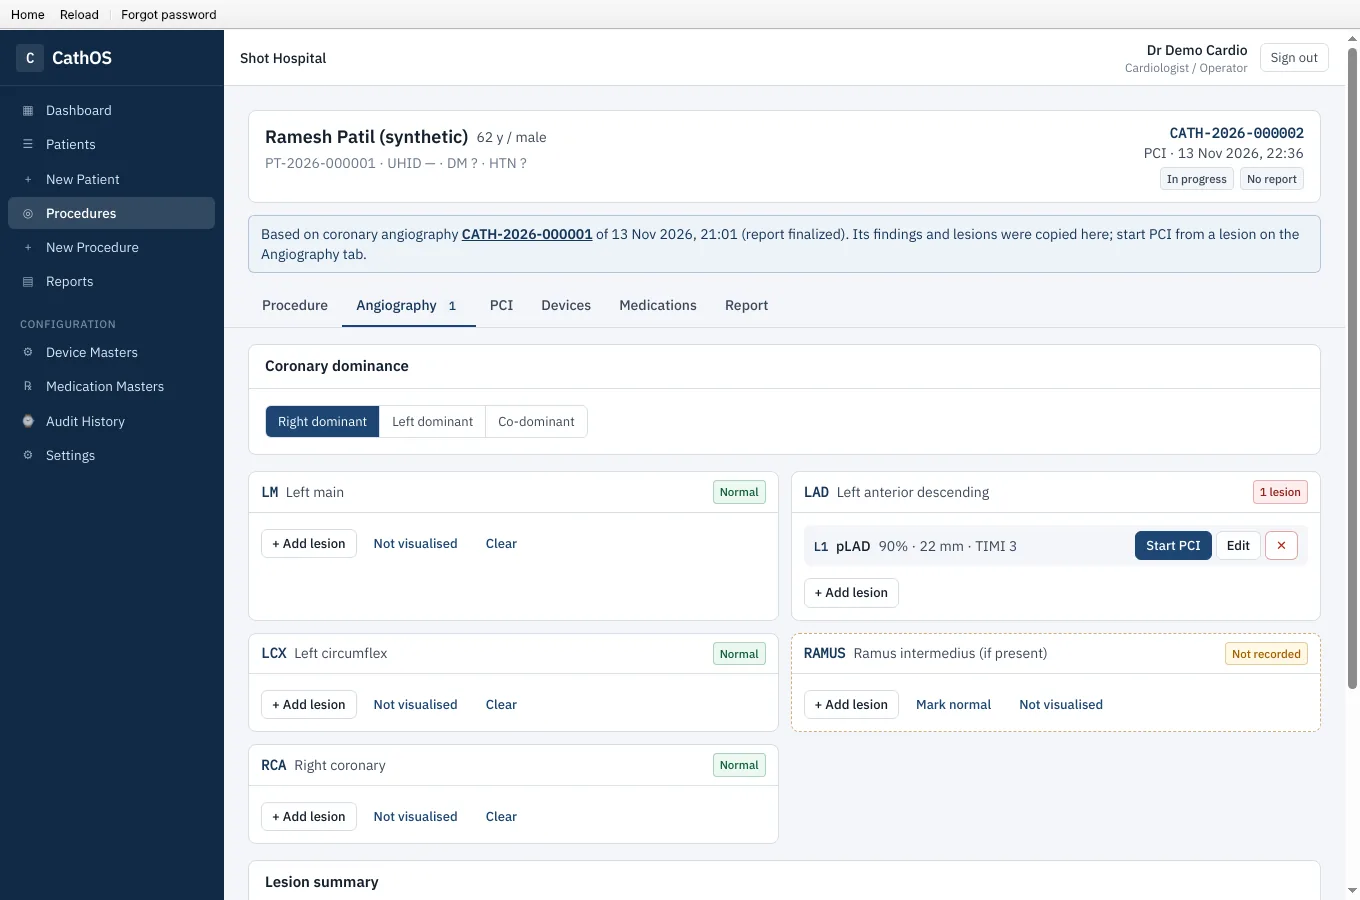 Home Reload Forgot password
C CathOS
Dashboard
Patients
+ New Patient
Procedures
+ New Procedure
Reports
CONFIGURATION
Device Masters
℞ Medication Masters
Audit History
Settings
Shot Hospital
Dr Demo Cardio
Cardiologist / Operator
Sign out
Ramesh Patil (synthetic) 62 y / male
PT-2026-000001 · UHID — · DM ? · HTN ?
CATH-2026-000002
PCI · 13 Nov 2026, 22:36
In progress No report
Based on coronary angiography CATH-2026-000001 of 13 Nov 2026, 21:01 (report finalized). Its findings and lesions were copied here; start PCI from a lesion on the
Angiography tab.
Procedure Angiography 1 PCI Devices Medications Report
Coronary dominance
Right dominant Left dominant Co-dominant
LM Left main Normal
+ Add lesion Not visualised Clear
LAD Left anterior descending 1 lesion
L1 pLAD 90% · 22 mm · TIMI 3 Start PCI Edit ✕
+ Add lesion
LCX Left circumflex Normal
+ Add lesion Not visualised Clear
RAMUS Ramus intermedius (if present) Not recorded
+ Add lesion Mark normal Not visualised
RCA Right coronary Normal
+ Add lesion Not visualised Clear
Lesion summary